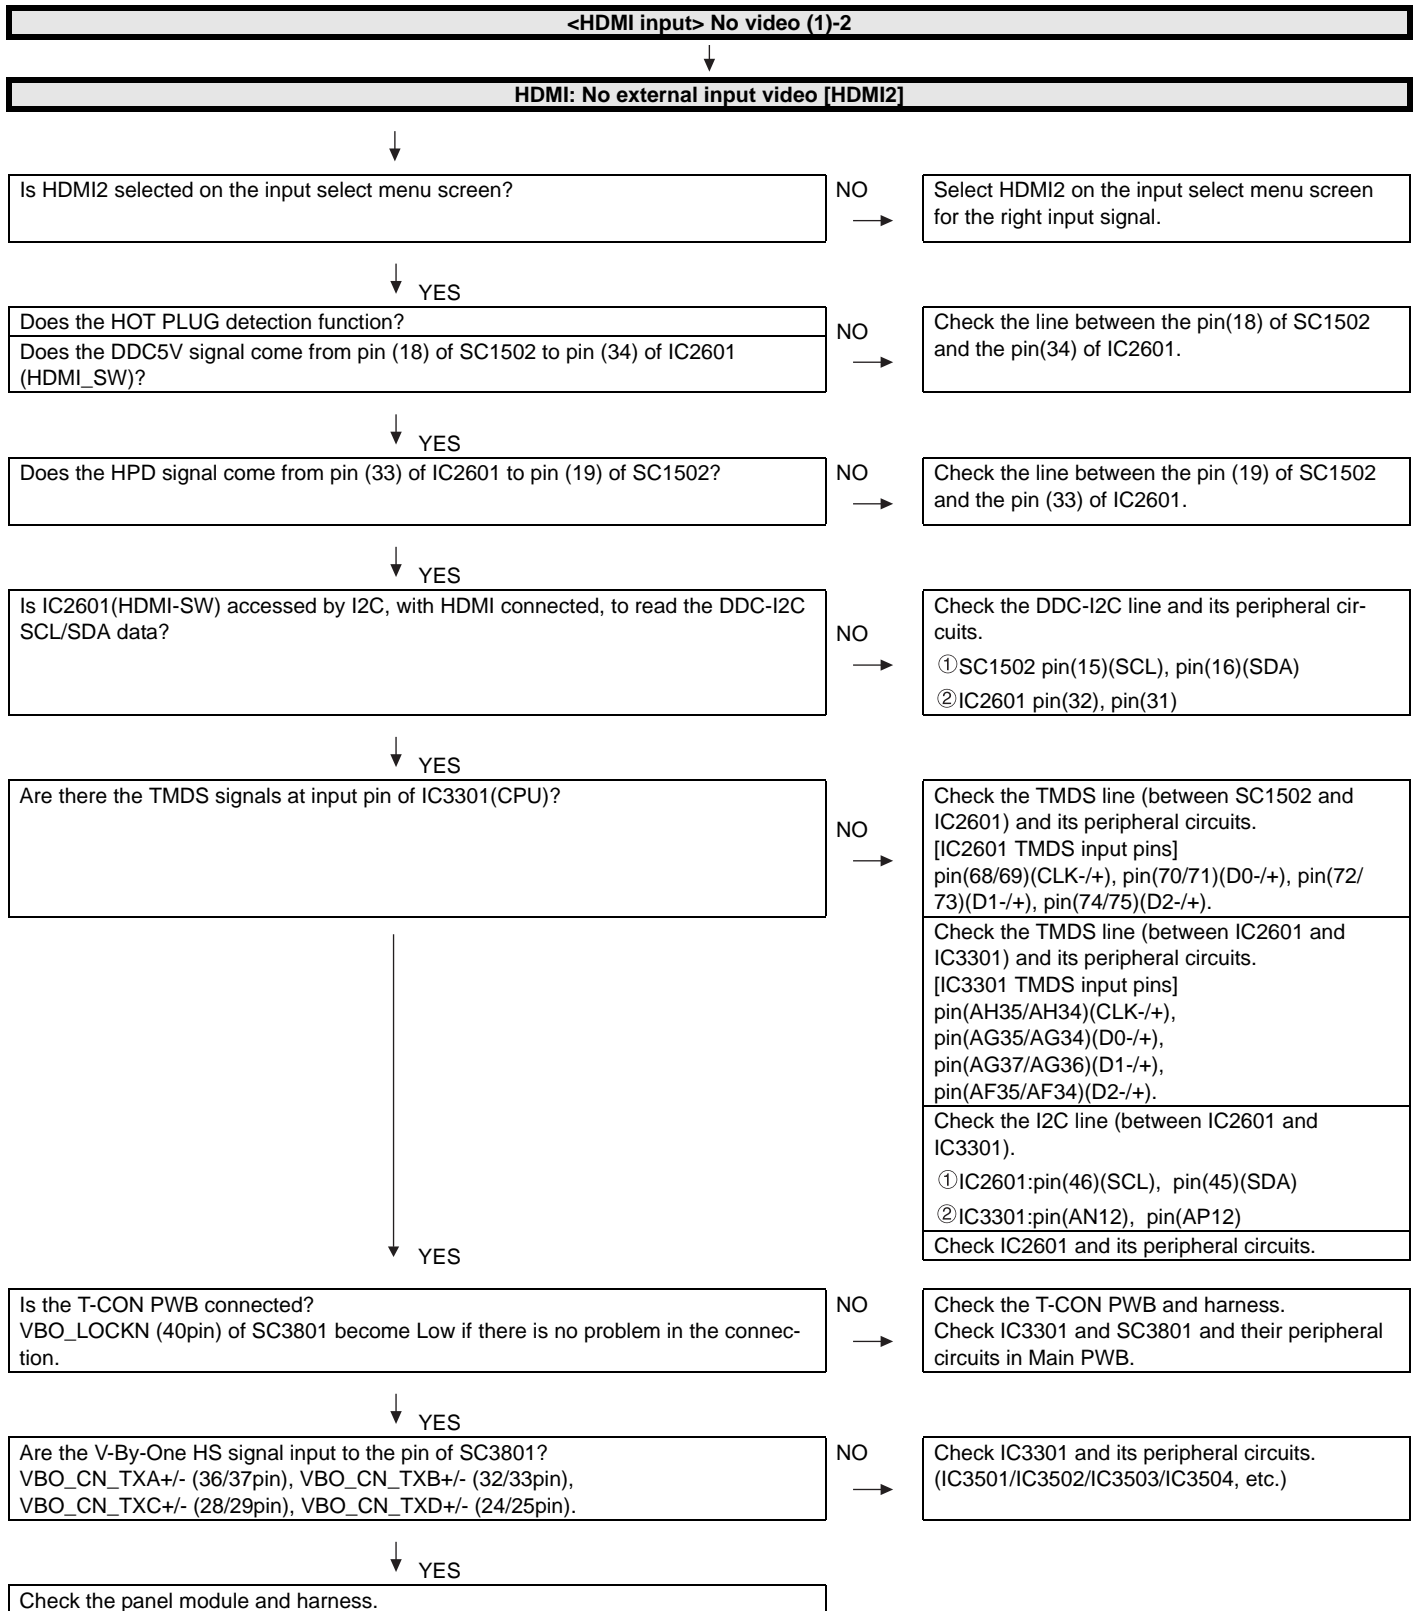 <HDMI input> No video (1)-2
HDMI: No external input video [HDMI2]
Is HDMI2 selected on the input select menu screen?
NO
Select HDMI2 on the input select menu screen
for the right input signal.
YES
Does the HOT PLUG detection function?
Does the DDC5V signal come from pin (18) of SC1502 to pin (34) of IC2601
(HDMI_SW)?
NO
Check the line between the pin(18) of SC1502
and the pin(34) of IC2601.
YES
Does the HPD signal come from pin (33) of IC2601 to pin (19) of SC1502?
NO
Check the line between the pin (19) of SC1502
and the pin (33) of IC2601.
YES
Is IC2601(HDMI-SW) accessed by I2C, with HDMI connected, to read the DDC-I2C
SCL/SDA data?
NO
Check the DDC-I2C line and its peripheral cir-
cuits.
①SC1502 pin(15)(SCL), pin(16)(SDA)
②IC2601 pin(32), pin(31)
YES
Are there the TMDS signals at input pin of IC3301(CPU)?
NO
Check the TMDS line (between SC1502 and
IC2601) and its peripheral circuits.
[IC2601 TMDS input pins]
pin(68/69)(CLK-/+), pin(70/71)(D0-/+), pin(72/
73)(D1-/+), pin(74/75)(D2-/+).
Check the TMDS line (between IC2601 and
IC3301) and its peripheral circuits.
[IC3301 TMDS input pins]
pin(AH35/AH34)(CLK-/+),
pin(AG35/AG34)(D0-/+),
pin(AG37/AG36)(D1-/+),
pin(AF35/AF34)(D2-/+).
Check the I2C line (between IC2601 and
IC3301).
①IC2601:pin(46)(SCL), pin(45)(SDA)
②IC3301:pin(AN12), pin(AP12)
Check IC2601 and its peripheral circuits.
YES
Is the T-CON PWB connected?
VBO_LOCKN (40pin) of SC3801 become Low if there is no problem in the connec-
tion.
NO
Check the T-CON PWB and harness.
Check IC3301 and SC3801 and their peripheral
circuits in Main PWB.
YES
Are the V-By-One HS signal input to the pin of SC3801?
VBO_CN_TXA+/- (36/37pin), VBO_CN_TXB+/- (32/33pin),
VBO_CN_TXC+/- (28/29pin), VBO_CN_TXD+/- (24/25pin).
NO
Check IC3301 and its peripheral circuits.
(IC3501/IC3502/IC3503/IC3504, etc.)
YES
Check the panel module and harness.